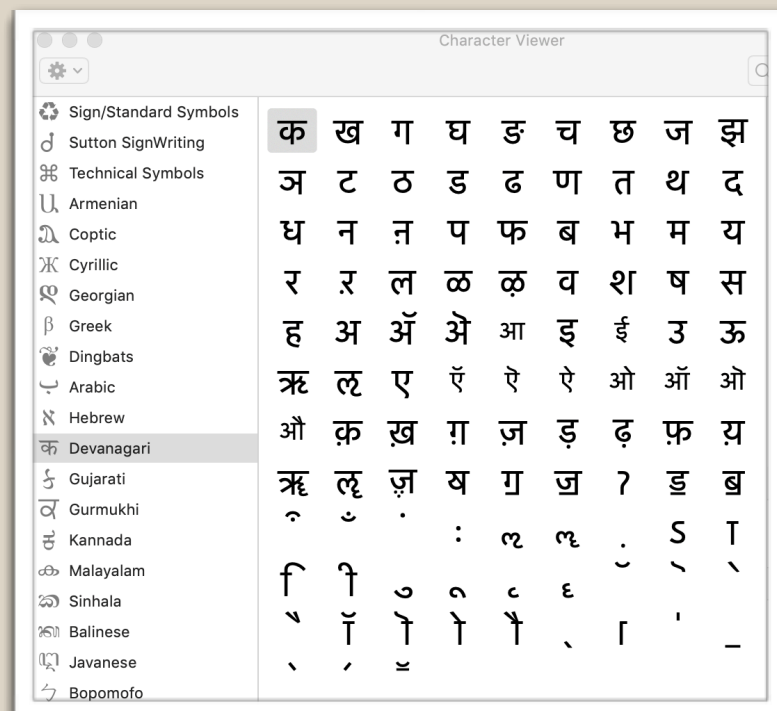 Character Viewer
Sign/Standard Symbols
Sutton SignWriting
Technical Symbols
Armenian
Coptic
Cyrillic
Georgian
Greek
Dingbats
Arabic
Hebrew
Devanagari
Gujarati
Gurmukhi
Kannada
Malayalam
Sinhala
Balinese
Javanese
Bopomofo
क ख ग घ ङ च छ ज झ
ञ ट ठ ड ढ ण त थ द
ध न ऩ प फ ब भ म य
र ऱ ल ळ ऴ व श ष स
ह अ ॲ ऄ आ इ ई उ ऊ
ऋ ऌ ए ऍ ऎ ऐ ओ ऑ ऒ
औ क़ ख़ ग़ ज़ ड़ ढ़ फ़ य़
ॠ ॡ ॹ ॺ ॻ ॼ ॽ ॾ ॿ